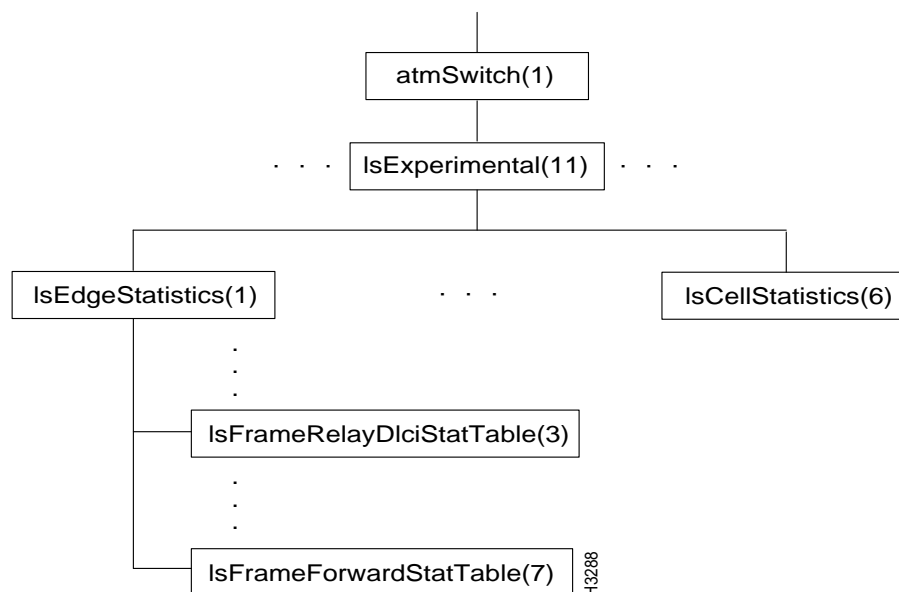 atmSwitch(1)
. . . lsExperimental(11) . . .
lsEdgeStatistics(1) . . . lsCellStatistics(6)
.
.
.
lsFrameRelayDlciStatTable(3)
.
.
.
lsFrameForwardStatTable(7)
H3288